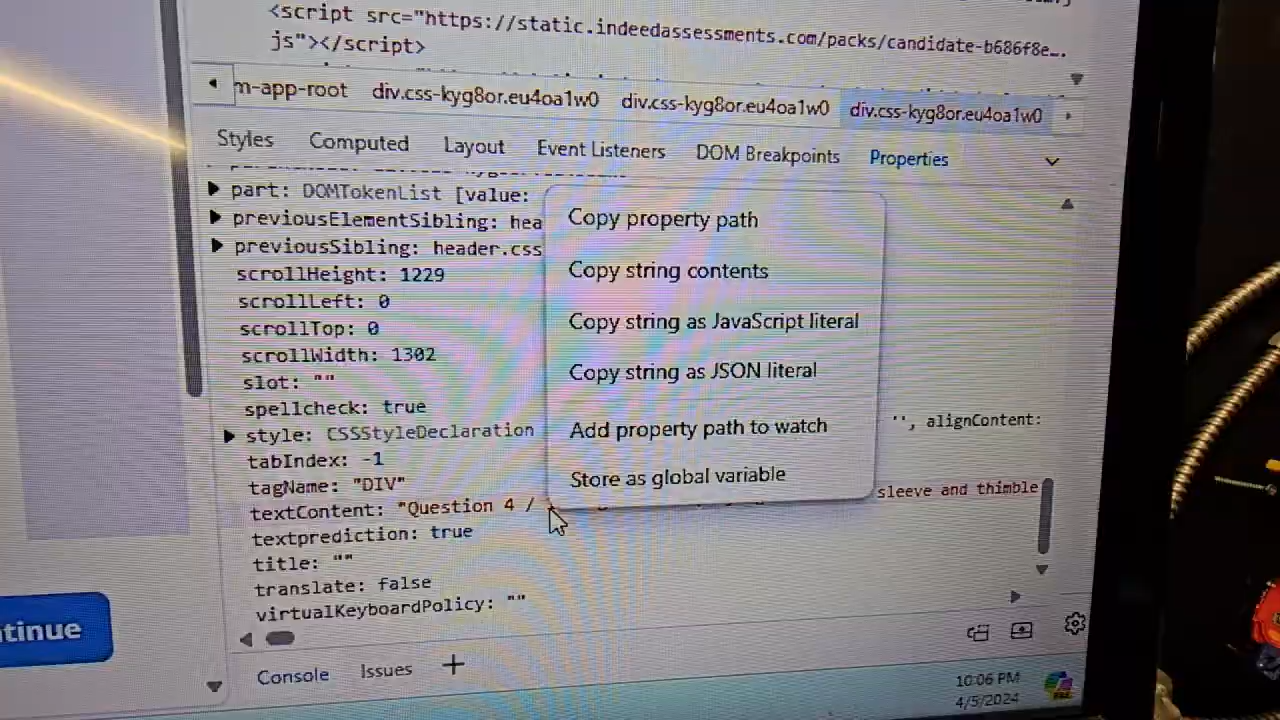 <script src="https://static.indeedassessments.com/packs/candidate-b686f8e….
js"></script>
m-app-root div.css-kyg8or.eu4oa1w0 div.css-kyg8or.eu4oa1w0 div.css-kyg8or.eu4oa1w0
Styles Computed Layout Event Listeners DOM Breakpoints Properties
part: DOMTokenList [value:
previousElementSibling: hea
previousSibling: header.css
scrollHeight: 1229
scrollLeft: 0
scrollTop: 0
scrollWidth: 1302
slot: ""
spellcheck: true
style: CSSStyleDeclaration '', alignContent:
tabIndex: -1
tagName: "DIV"
textContent: "Question 4 / sleeve and thimble
textprediction: true
title: ""
translate: false
virtualKeyboardPolicy: ""
Copy property path
Copy string contents
Copy string as JavaScript literal
Copy string as JSON literal
Add property path to watch
Store as global variable
ntinue
Console Issues +
10:06 PM
4/5/2024